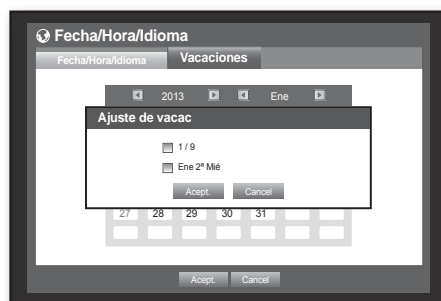 Fecha/Hora/Idioma
Fecha/Hora/Idioma Vacaciones
2013 Ene
Ajuste de vacac
1 / 9
Ene 2ª Mié
Acept. Cancel
27 28 29 30 31
Acept. Cancel